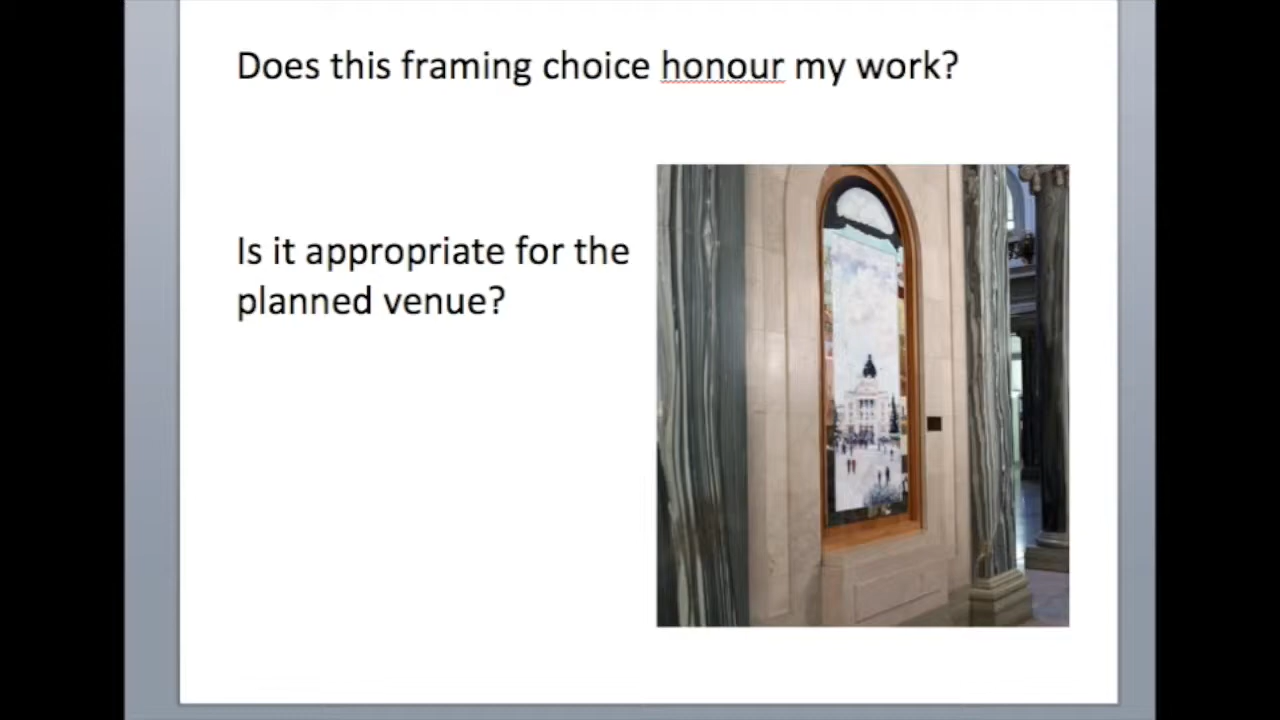 Does this framing choice honour my work?
Is it appropriate for the
planned venue?